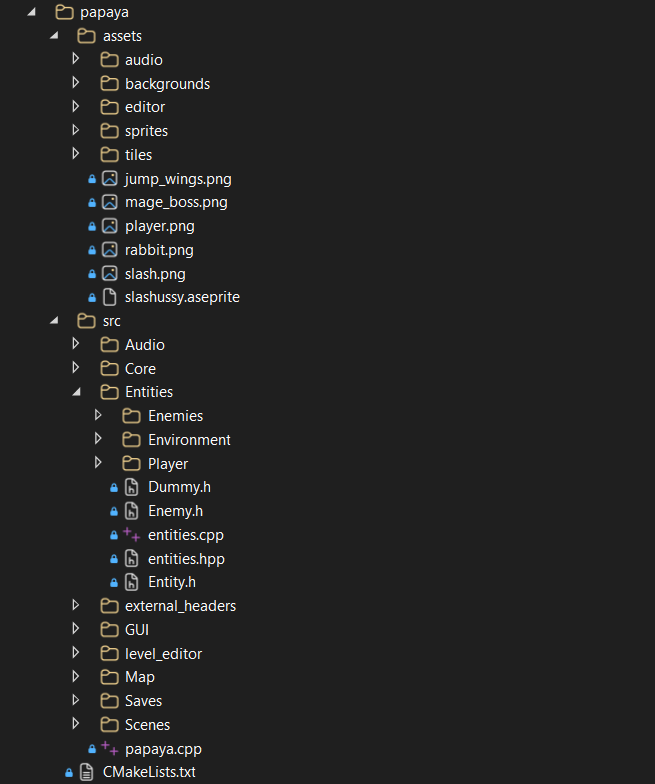 papaya
assets
audio
backgrounds
editor
sprites
tiles
jump_wings.png
mage_boss.png
player.png
rabbit.png
slash.png
slashussy.aseprite
src
Audio
Core
Entities
Enemies
Environment
Player
Dummy.h
Enemy.h
entities.cpp
entities.hpp
Entity.h
external_headers
GUI
level_editor
Map
Saves
Scenes
papaya.cpp
CMakeLists.txt